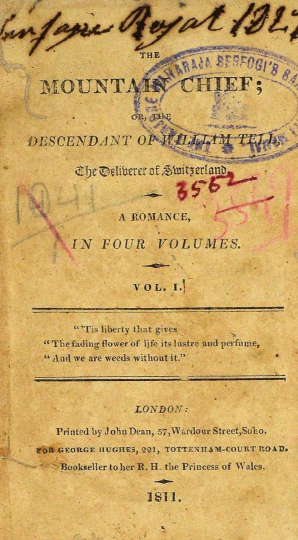 Royal 182
THE
MOUNTAIN CHIEF;
OR, THE
DESCENDANT OF WILLIAM TELL,
The Deliverer of Switzerland.
3552
A ROMANCE,
IN FOUR VOLUMES.
VOL. I.
"'Tis liberty that gives
"The fading flower of life its lustre and perfume,
"And we are weeds without it."
LONDON:
Printed by John Dean, 57, Wardour Street, Soho.
FOR GEORGE HUGHES, 221, TOTTENHAM-COURT ROAD.
Bookseller to her R. H. the Princess of Wales.
1811.